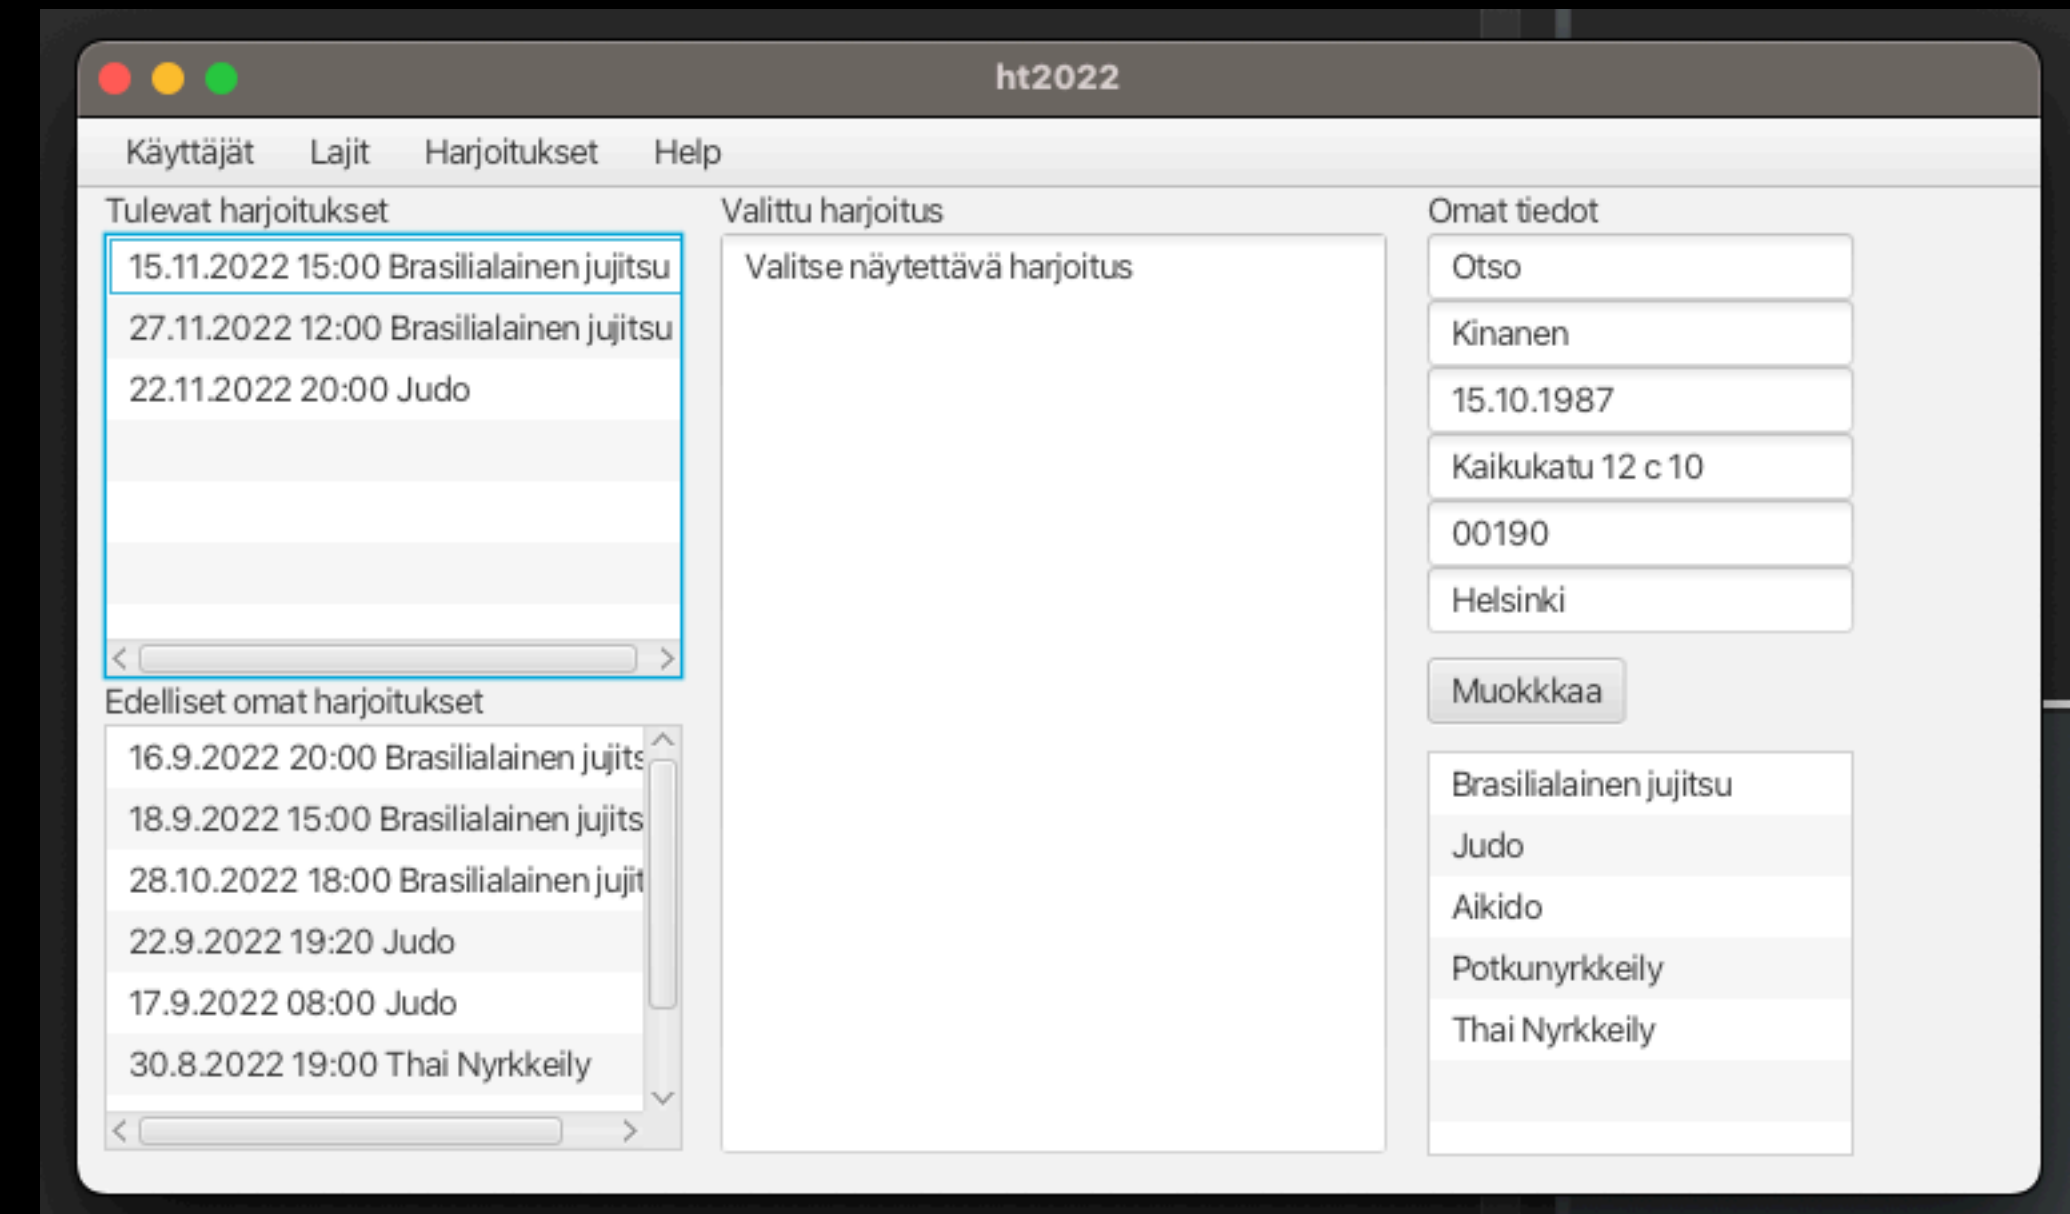 ht2022
Käyttäjät Lajit Harjoitukset Help
Tulevat harjoitukset
15.11.2022 15:00 Brasilialainen jujitsu
27.11.2022 12:00 Brasilialainen jujitsu
22.11.2022 20:00 Judo
Edelliset omat harjoitukset
16.9.2022 20:00 Brasilialainen jujits
18.9.2022 15:00 Brasilialainen jujits
28.10.2022 18:00 Brasilialainen jujit
22.9.2022 19:20 Judo
17.9.2022 08:00 Judo
30.8.2022 19:00 Thai Nyrkkeily
Valittu harjoitus
Valitse näytettävä harjoitus
Omat tiedot
Otso
Kinanen
15.10.1987
Kaikukatu 12 c 10
00190
Helsinki
Muokkkaa
Brasilialainen jujitsu
Judo
Aikido
Potkunyrkkeily
Thai Nyrkkeily